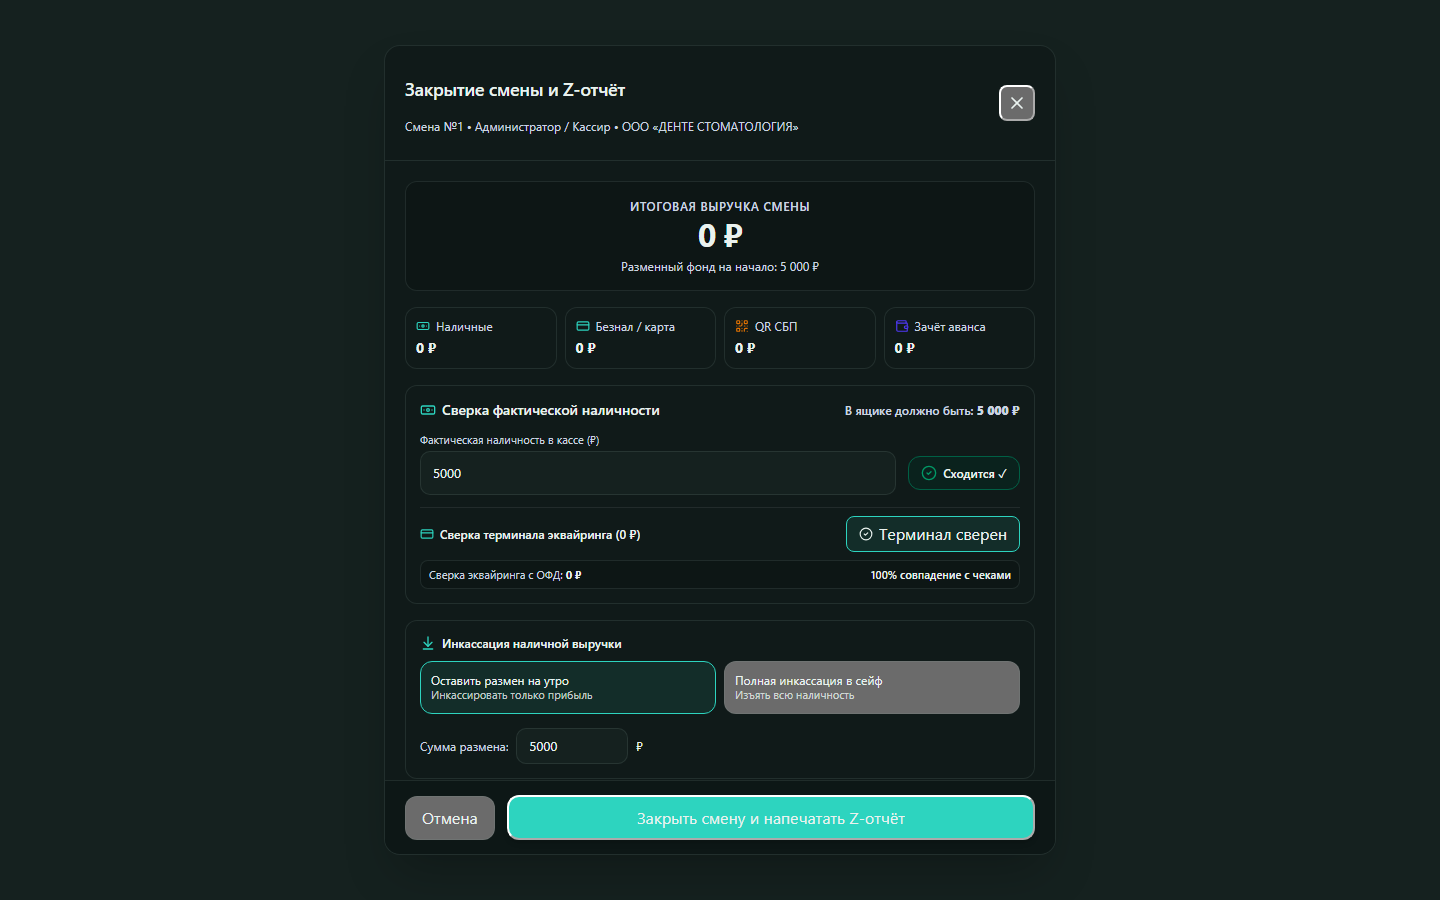 Закрытие смены и Z-отчёт
Смена №1 • Администратор / Кассир • ООО «ДЕНТЕ СТОМАТОЛОГИЯ»
ИТОГОВАЯ ВЫРУЧКА СМЕНЫ
0 ₽
Разменный фонд на начало: 5 000 ₽
Наличные
0 ₽
Безнал / карта
0 ₽
QR СБП
0 ₽
Зачёт аванса
0 ₽
Сверка фактической наличности
В ящике должно быть: 5 000 ₽
Фактическая наличность в кассе (₽)
5000
Сходится ✓
Сверка терминала эквайринга (0 ₽)
Терминал сверен
Сверка эквайринга с ОФД: 0 ₽
100% совпадение с чеками
Инкассация наличной выручки
Оставить размен на утро
Инкассировать только прибыль
Полная инкассация в сейф
Изъять всю наличность
Сумма размена:
5000
₽
Отмена
Закрыть смену и напечатать Z-отчёт